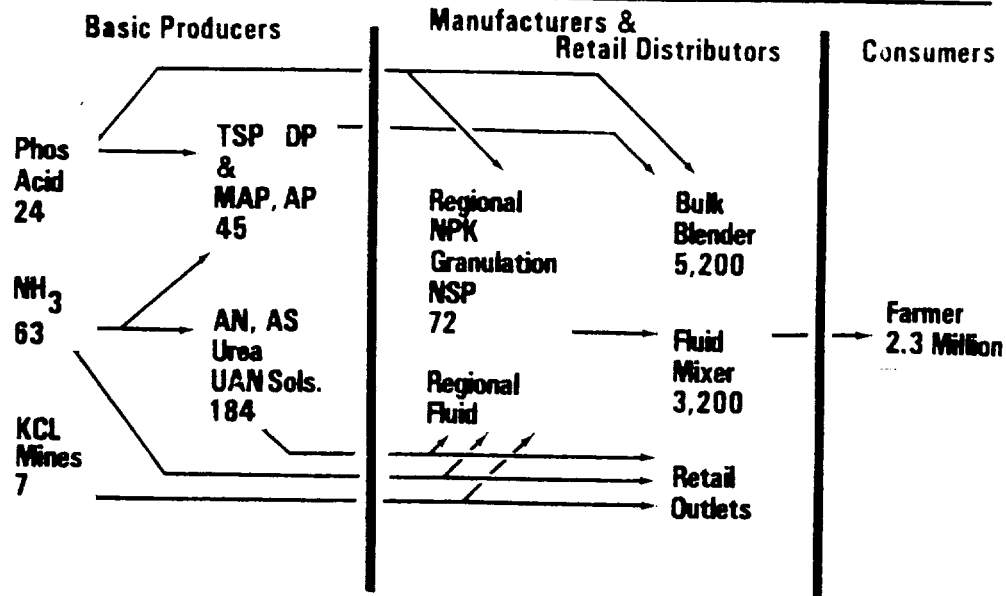 Basic Producers
Manufacturers &
Retail Distributors
Consumers
Phos
Acid
24
TSP DP
&
MAP, AP
45
NH3
63
AN, AS
Urea
UAN Sols.
184
KCL
Mines
7
Regional
NPK
Granulation
NSP
72
Regional
Fluid
Bulk
Blender
5,200
Fluid
Mixer
3,200
Retail
Outlets
Farmer
2.3 Million